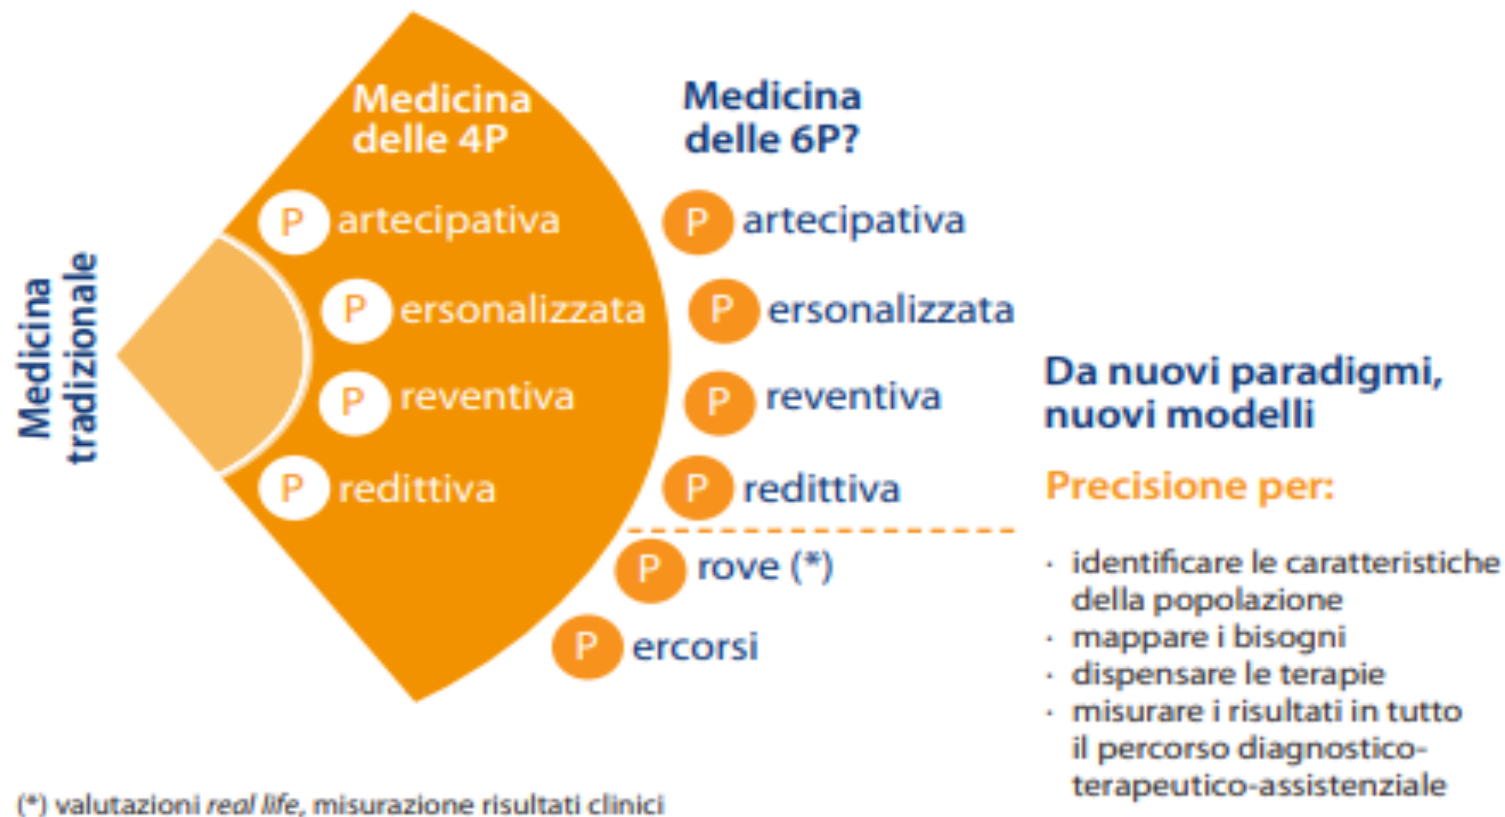 Medicina
tradizionale
Medicina
delle 4P
P artecipativa
P ersonalizzata
P reventiva
P redittiva
Medicina
delle 6P?
P artecipativa
P ersonalizzata
P reventiva
P redittiva
P rove (*)
P ercorsi
Da nuovi paradigmi,
nuovi modelli
Precisione per:
· identificare le caratteristiche
della popolazione
· mappare i bisogni
· dispensare le terapie
· misurare i risultati in tutto
il percorso diagnostico-
terapeutico-assistenziale
(*) valutazioni real life, misurazione risultati clinici